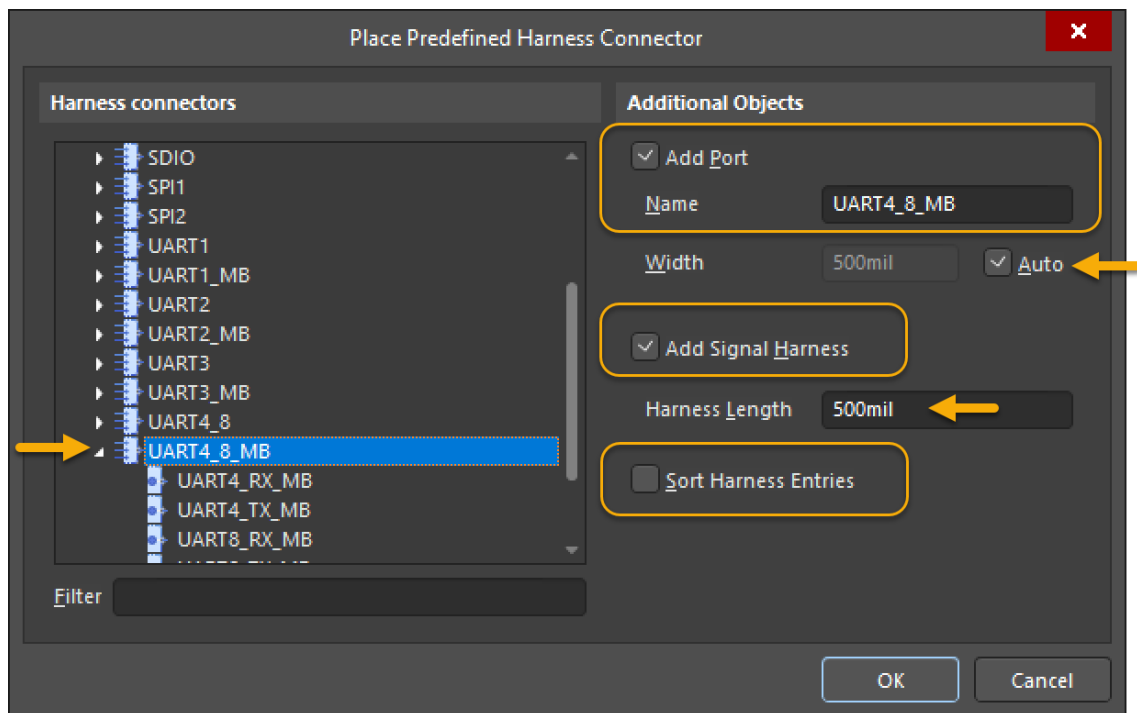 Place Predefined Harness Connector
Harness connectors
SDIO
SPI1
SPI2
UART1
UART1_MB
UART2
UART2_MB
UART3
UART3_MB
UART4_8
UART4_8_MB
UART4_RX_MB
UART4_TX_MB
UART8_RX_MB
Filter
Additional Objects
Add Port
Name UART4_8_MB
Width 500mil Auto
Add Signal Harness
Harness Length 500mil
Sort Harness Entries
OK Cancel